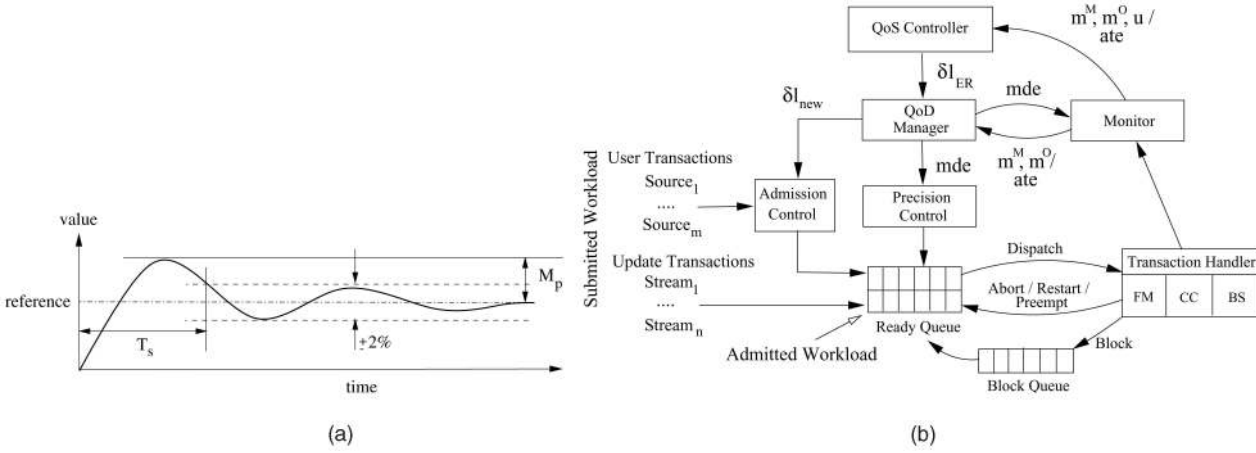 value
reference
M_p
T_s
±2%
time
(a)
QoS Controller
m^M, m^O, u /
ate
δl_ER
δl_new
QoD
Manager
mde
Monitor
m^M, m^O/
ate
mde
Submitted Workload
User Transactions
Source_1
....
Source_m
Admission
Control
Precision
Control
Update Transactions
Stream_1
....
Stream_n
Dispatch
Transaction Handler
FM CC BS
Abort / Restart /
Preempt
Ready Queue
Admitted Workload
Block
Block Queue
(b)